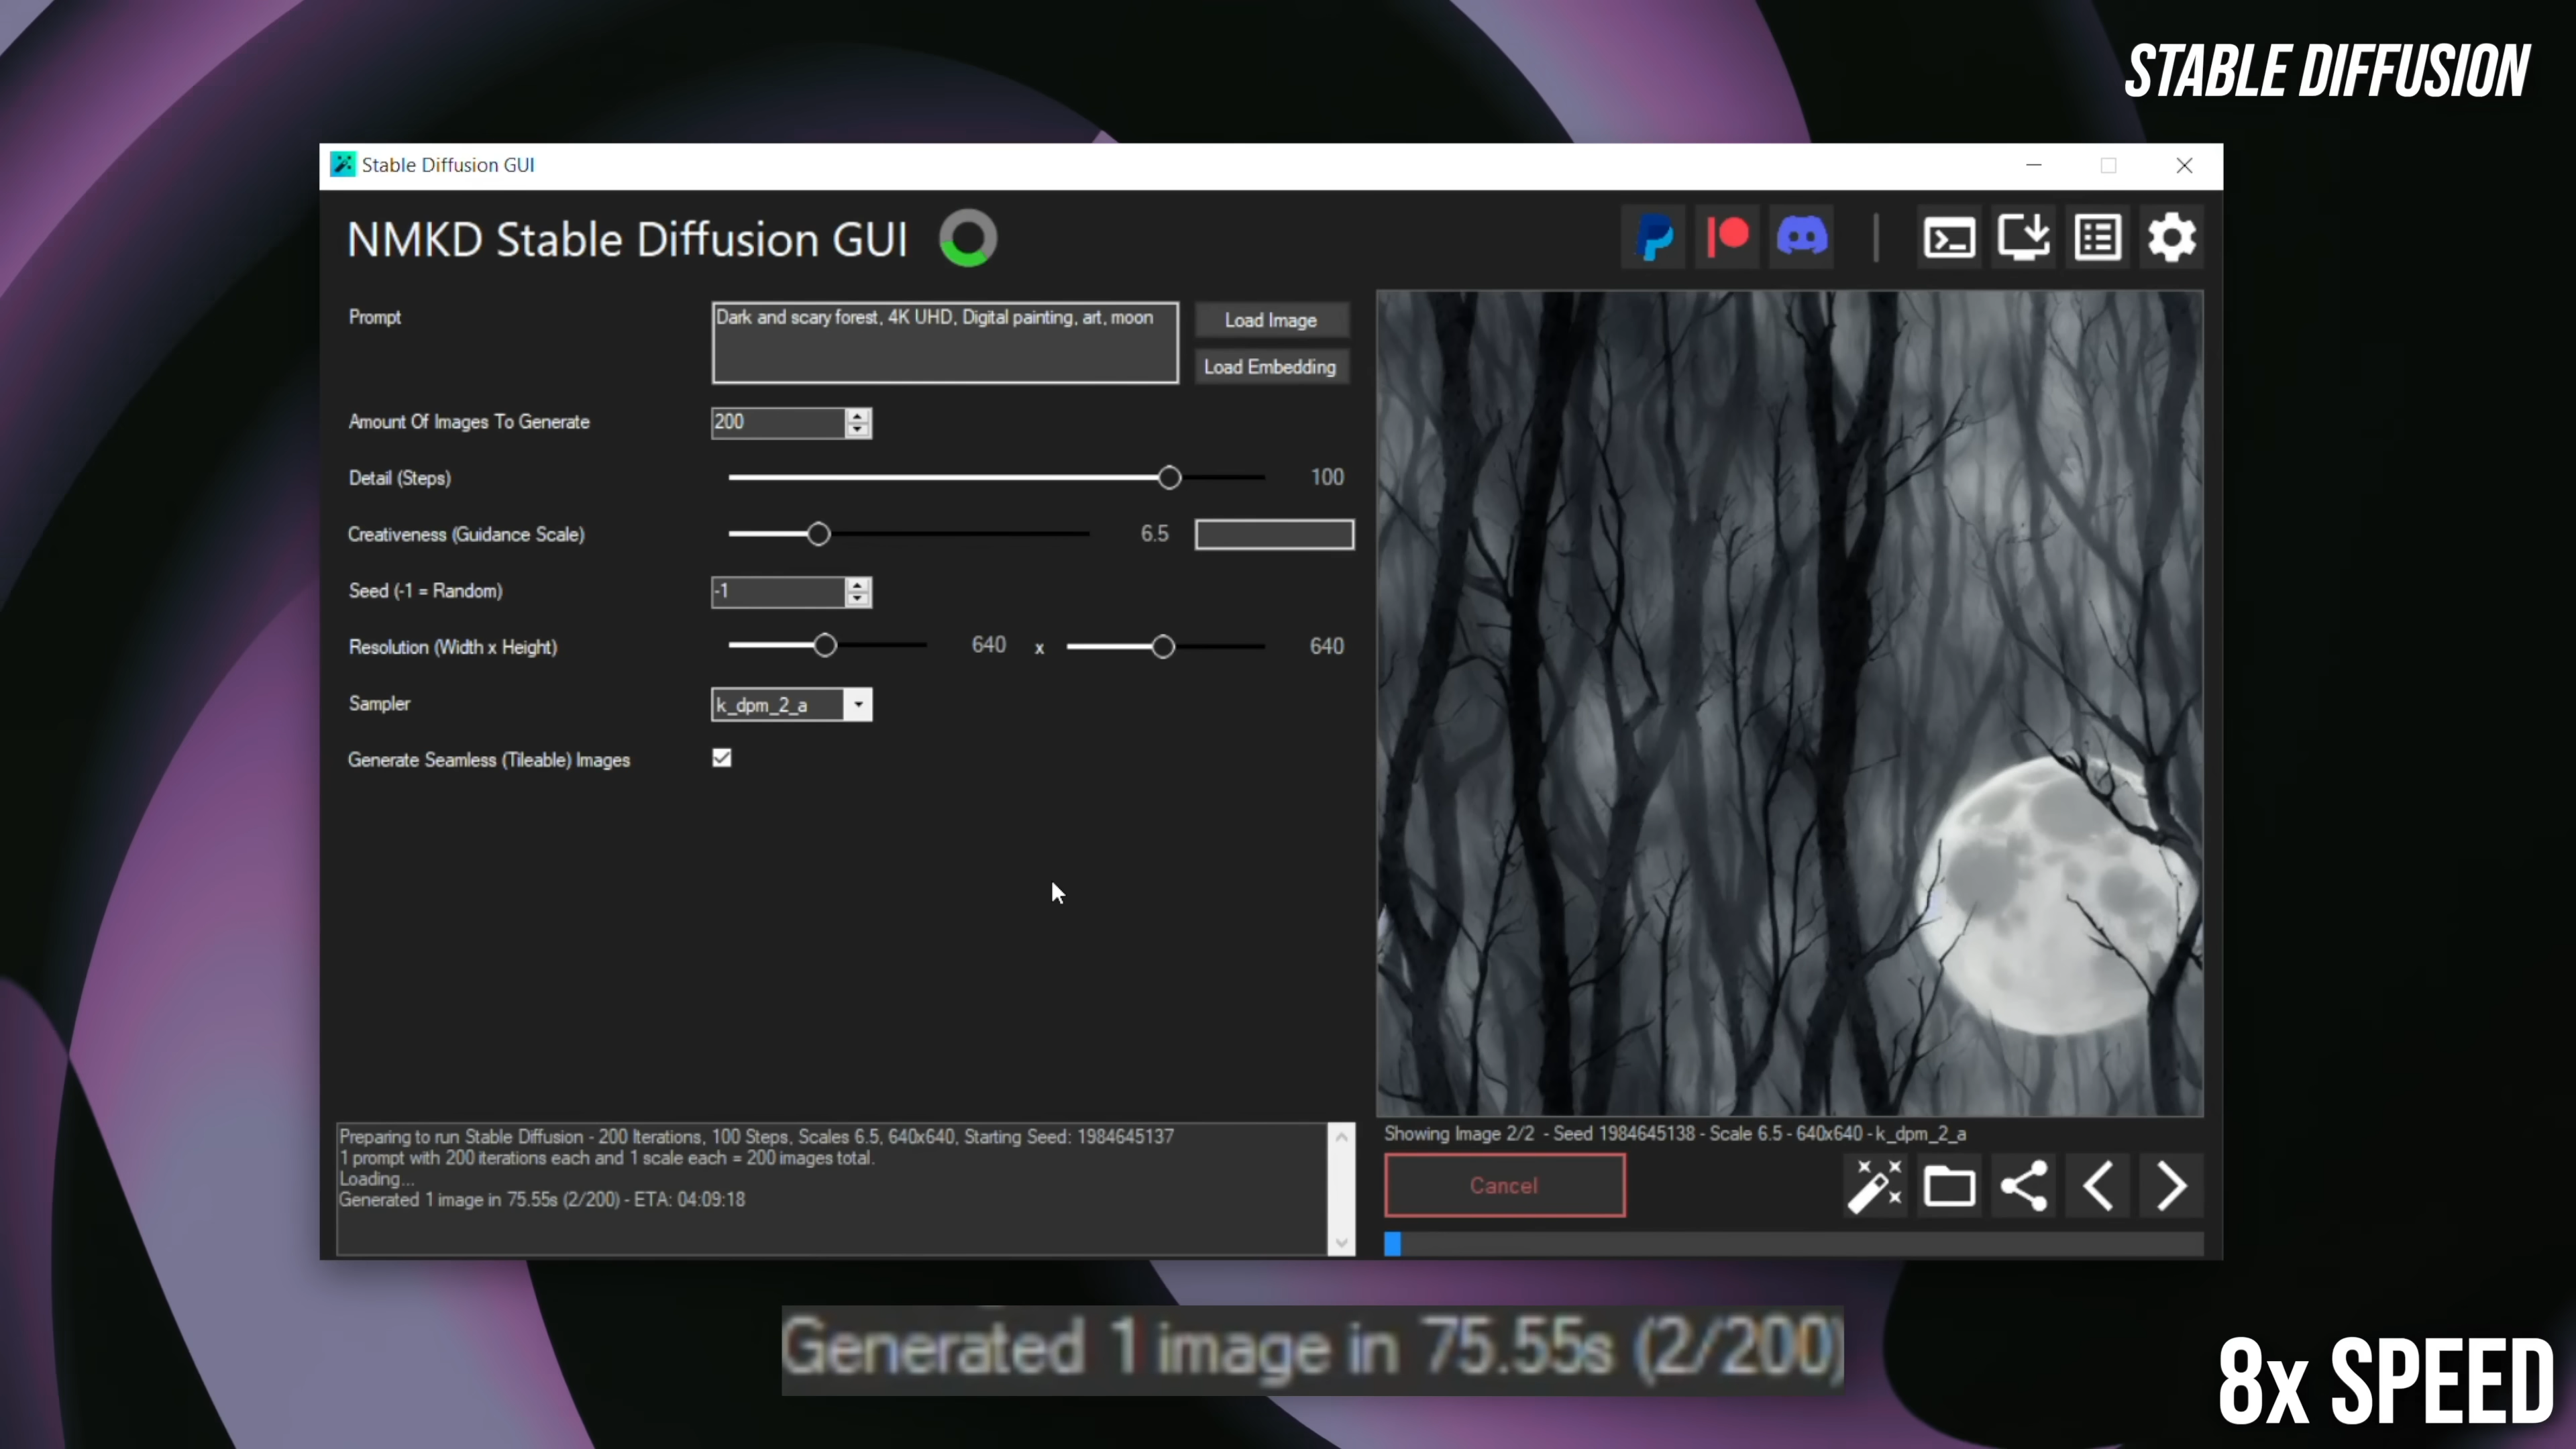 STABLE DIFFUSION
Stable Diffusion GUI
NMKD Stable Diffusion GUI
Prompt
Dark and scary forest, 4K UHD, Digital painting, art, moon
Load Image
Load Embedding
Amount Of Images To Generate
200
Detail (Steps)
100
Creativeness (Guidance Scale)
6.5
Seed (-1 = Random)
-1
Resolution (Width x Height)
640 x 640
Sampler
k_dpm_2_a
Generate Seamless (Tileable) Images
Preparing to run Stable Diffusion - 200 Iterations, 100 Steps, Scales 6.5, 640x640, Starting Seed: 1984645137
1 prompt with 200 iterations each and 1 scale each = 200 images total.
Loading...
Generated 1 image in 75.55s (2/200) - ETA: 04:09:18
Showing Image 2/2 - Seed 1984645138 - Scale 6.5 - 640x640 - k_dpm_2_a
Cancel
Generated 1 image in 75.55s (2/200)
8x SPEED